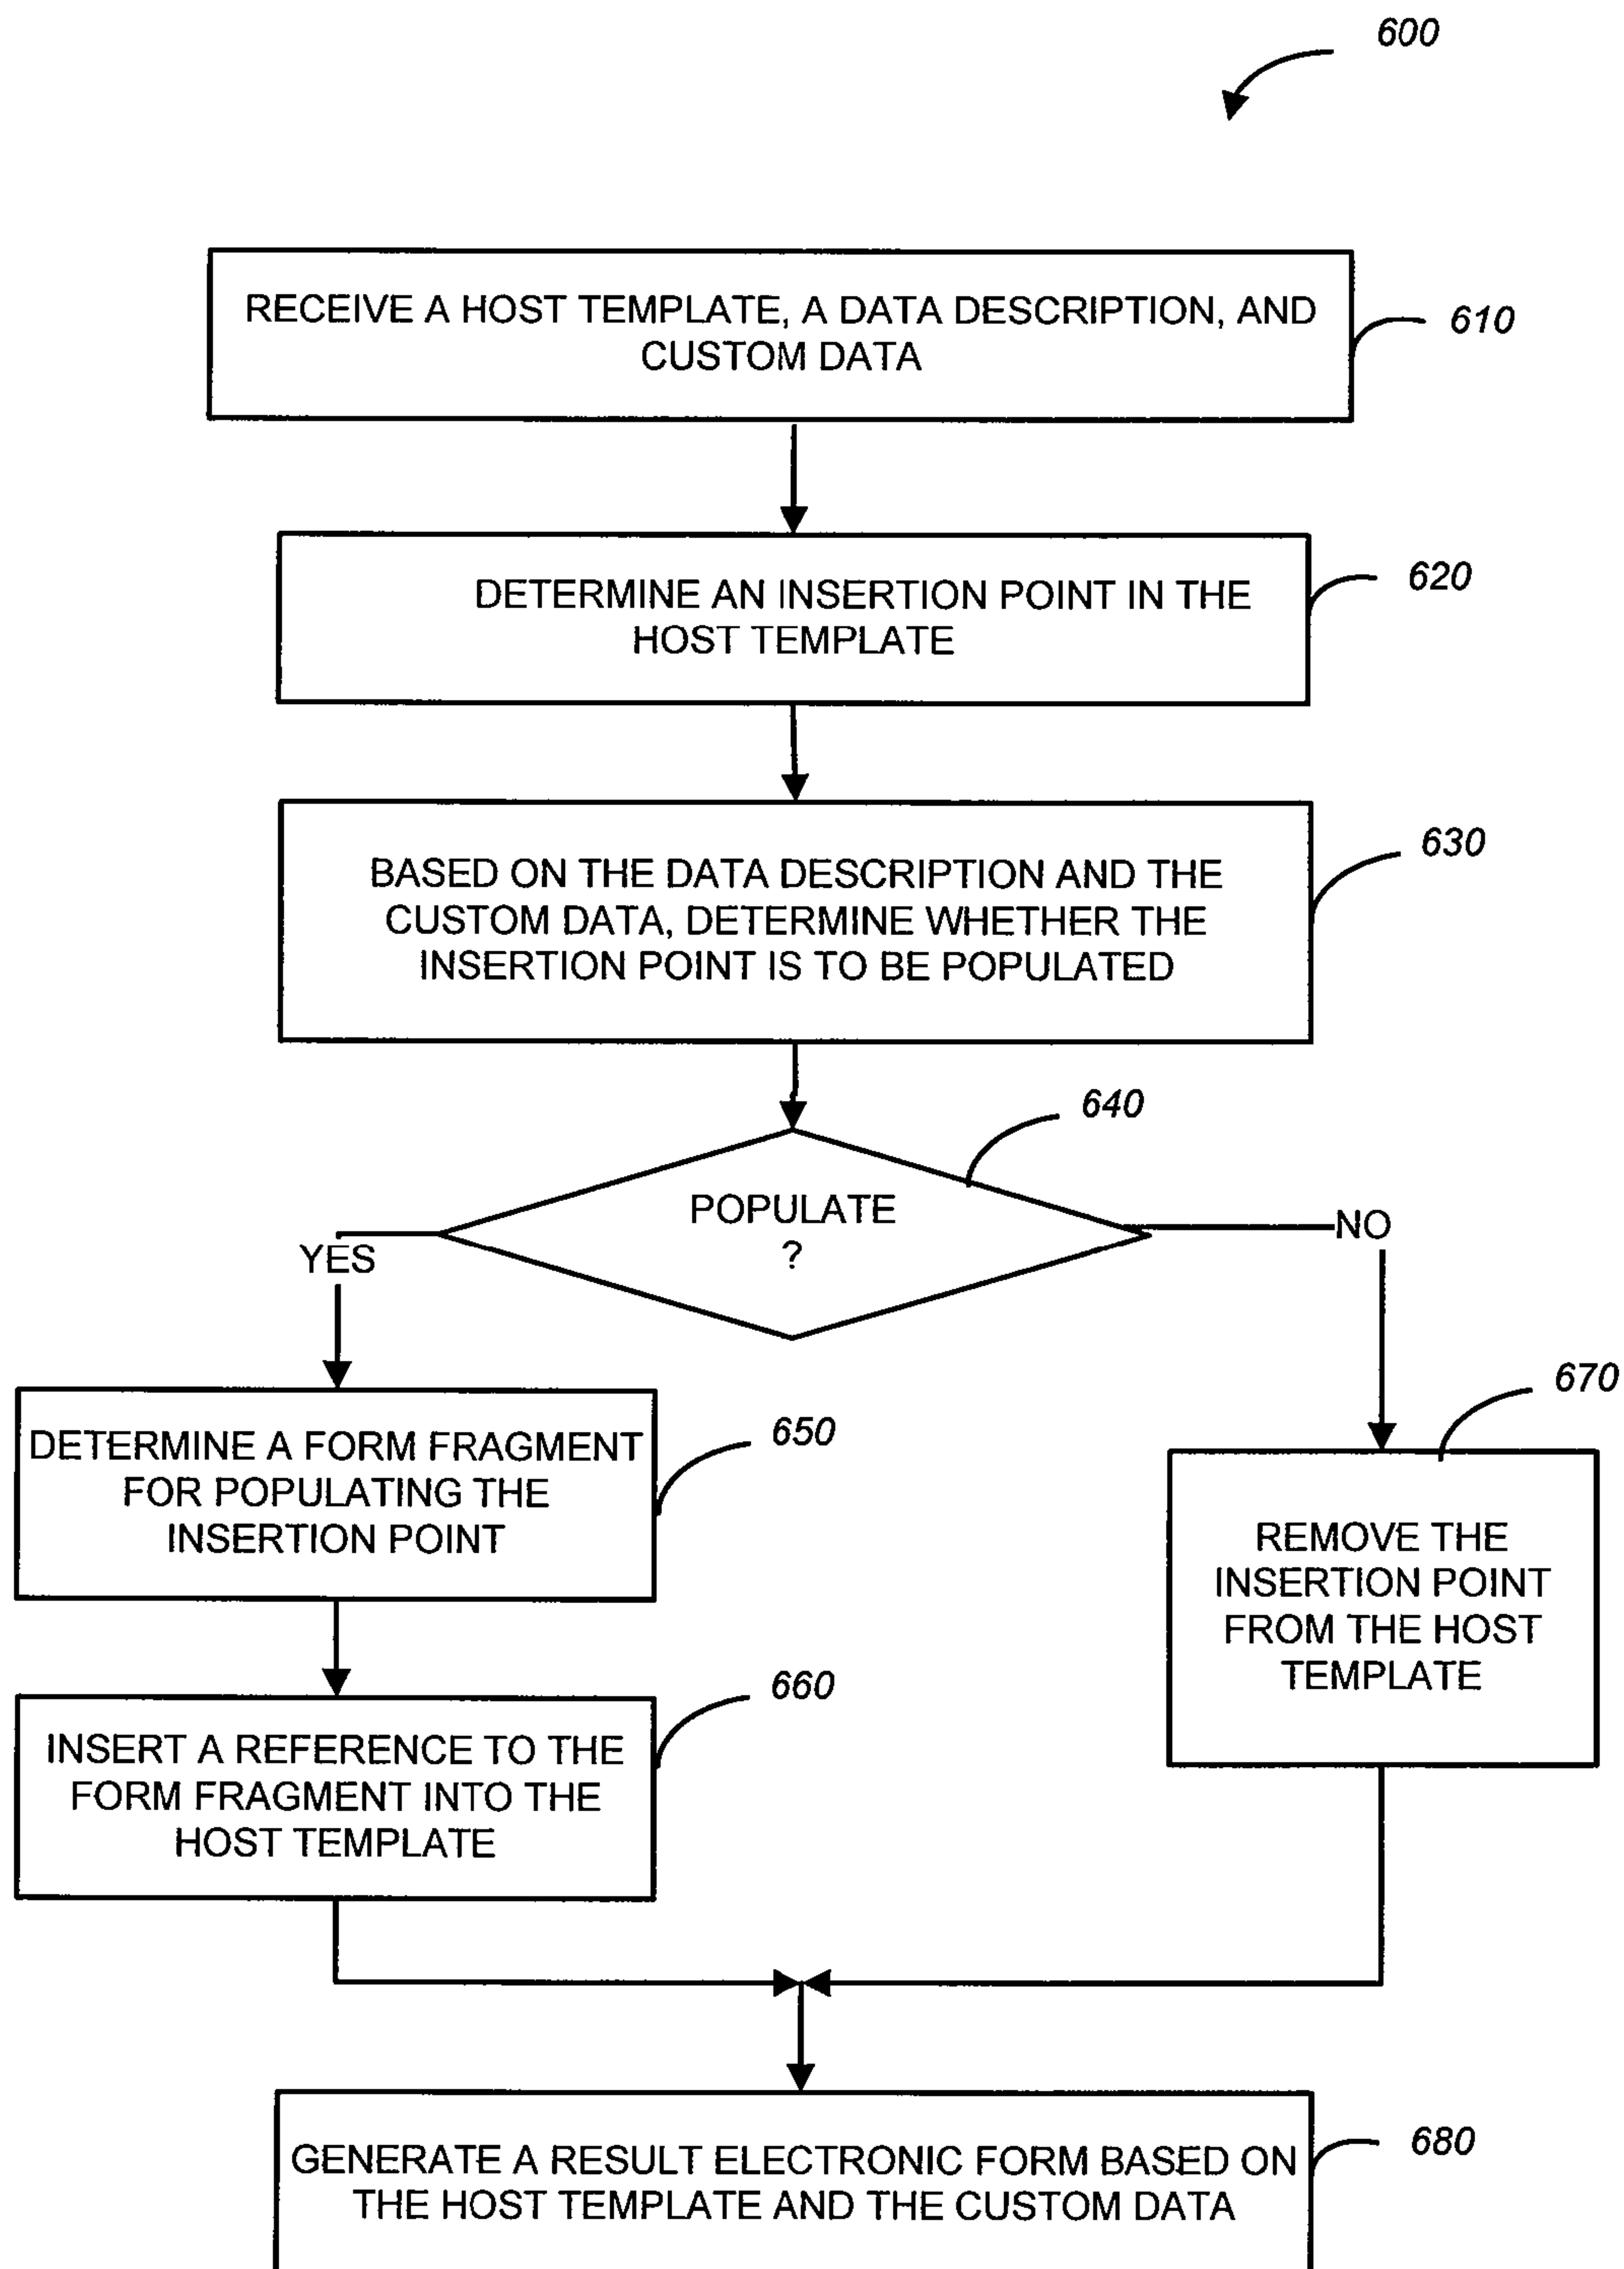 600
RECEIVE A HOST TEMPLATE, A DATA DESCRIPTION, AND
CUSTOM DATA
610
DETERMINE AN INSERTION POINT IN THE
HOST TEMPLATE
620
BASED ON THE DATA DESCRIPTION AND THE
CUSTOM DATA, DETERMINE WHETHER THE
INSERTION POINT IS TO BE POPULATED
630
640
POPULATE
?
YES
NO
DETERMINE A FORM FRAGMENT
FOR POPULATING THE
INSERTION POINT
650
670
REMOVE THE
INSERTION POINT
FROM THE HOST
TEMPLATE
INSERT A REFERENCE TO THE
FORM FRAGMENT INTO THE
HOST TEMPLATE
660
GENERATE A RESULT ELECTRONIC FORM BASED ON
THE HOST TEMPLATE AND THE CUSTOM DATA
680